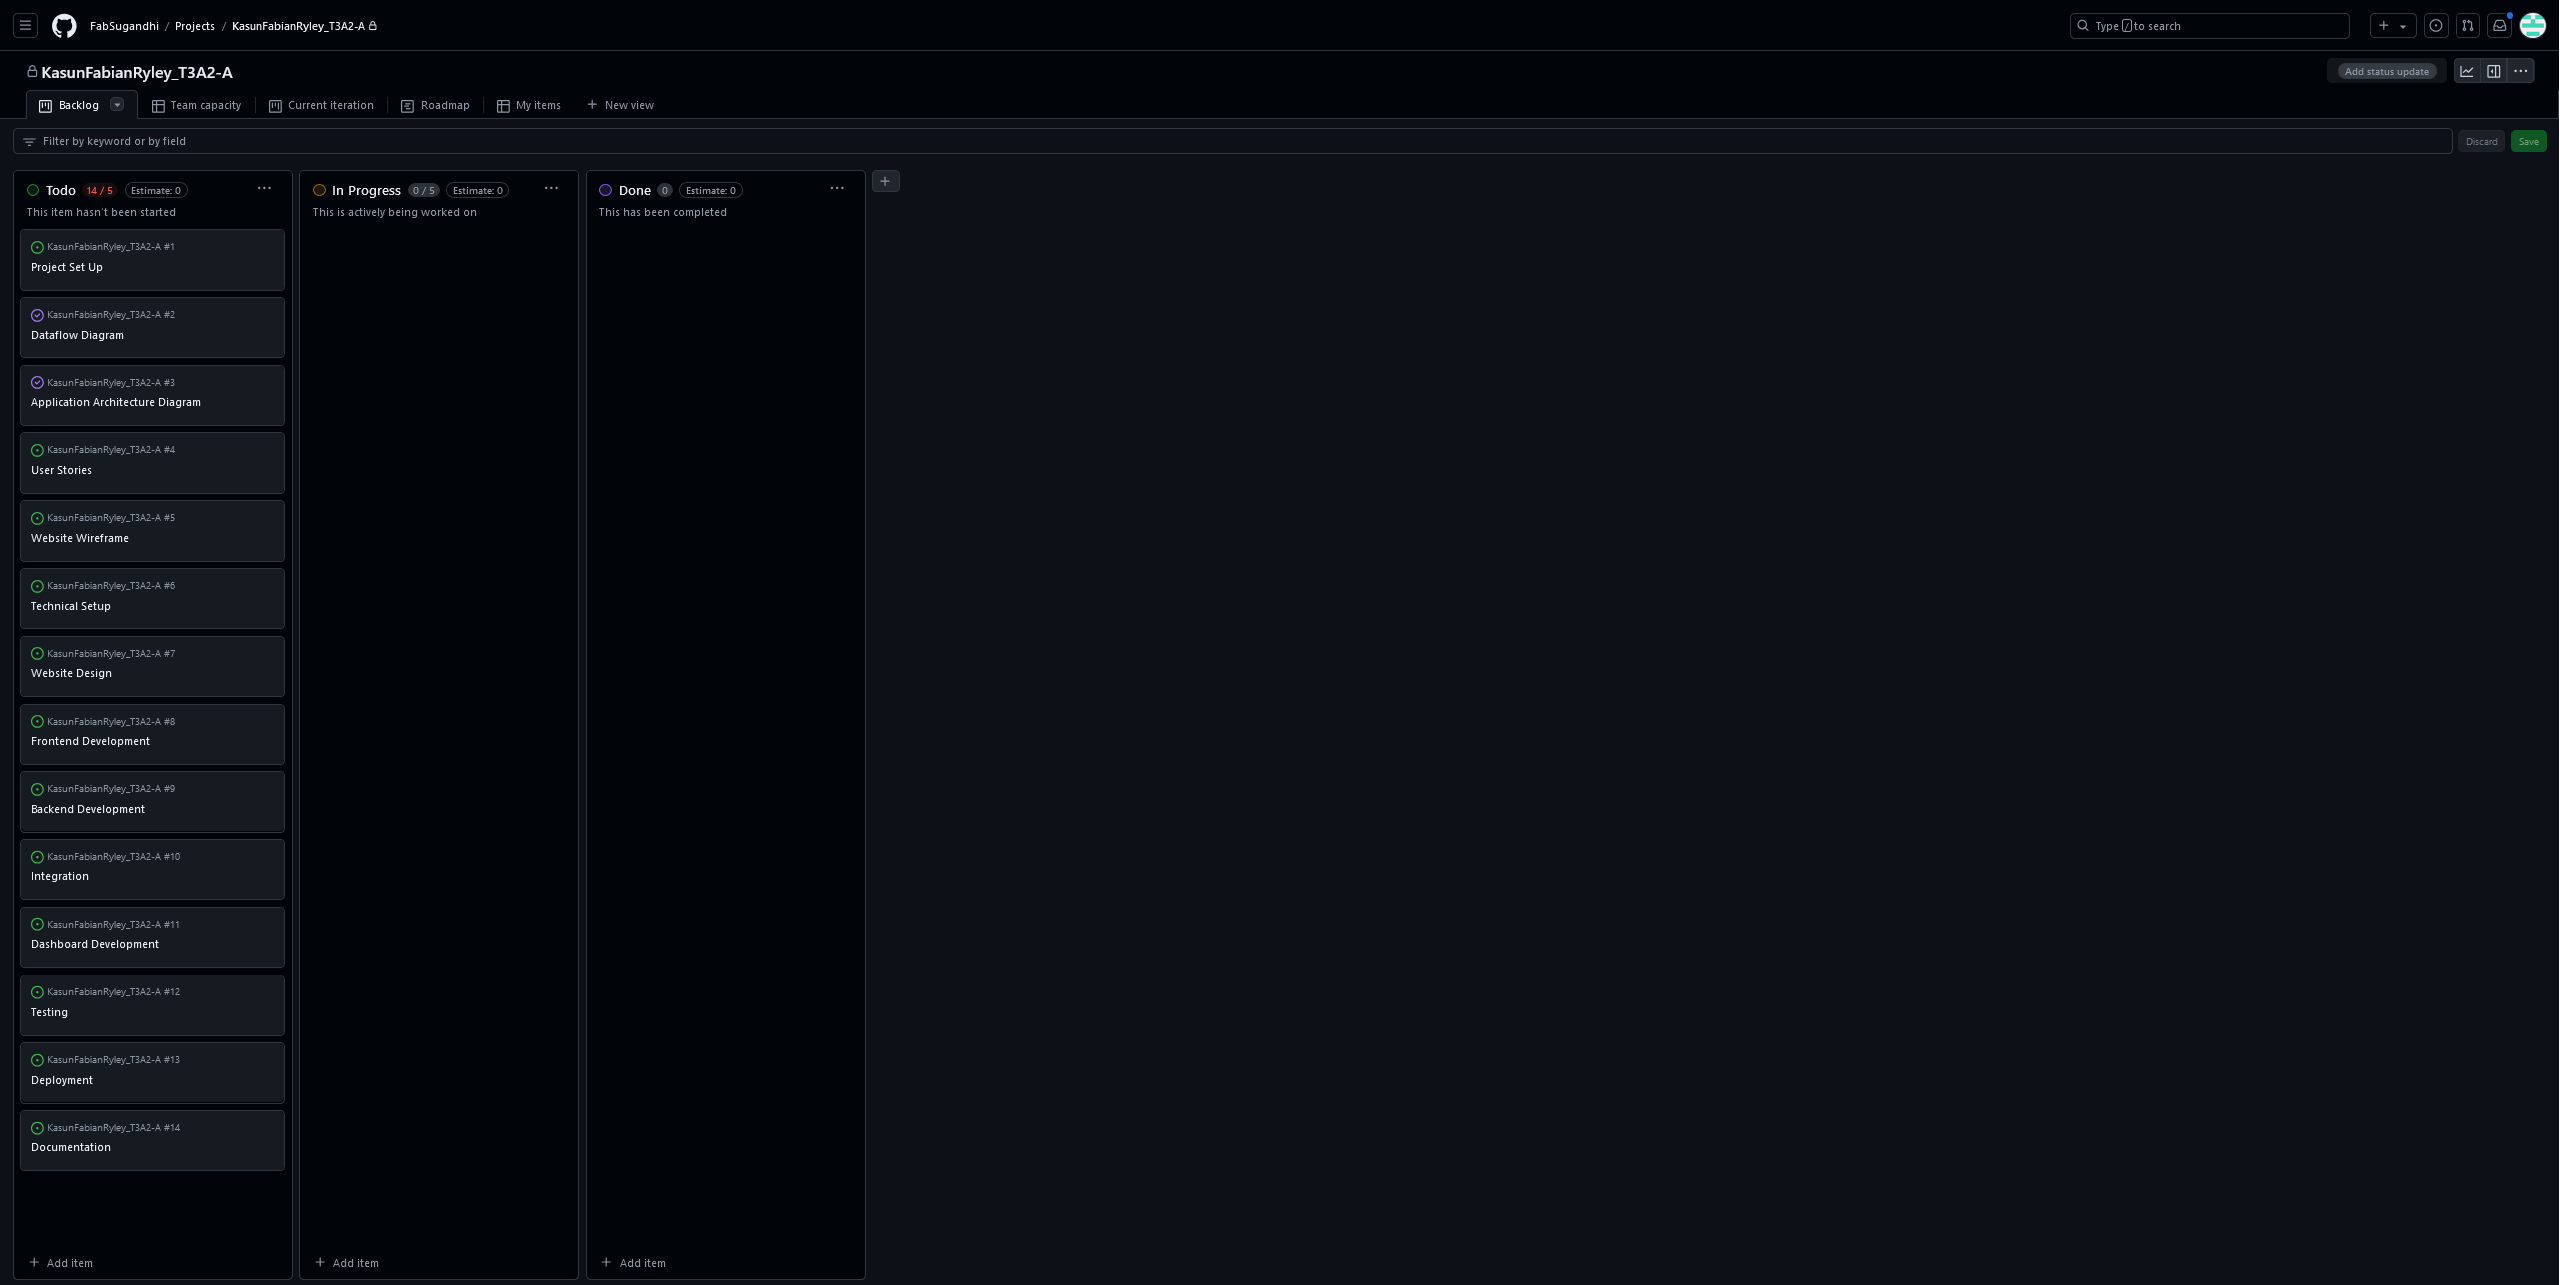 FabSugandhi / Projects / KasunFabianRyley_T3A2-A
Type / to search
KasunFabianRyley_T3A2-A
Add status update
Backlog
Team capacity
Current iteration
Roadmap
My items
New view
Filter by keyword or by field
Discard
Save
Todo 14 / 5 Estimate: 0
This item hasn't been started
KasunFabianRyley_T3A2-A #1
Project Set Up
KasunFabianRyley_T3A2-A #2
Dataflow Diagram
KasunFabianRyley_T3A2-A #3
Application Architecture Diagram
KasunFabianRyley_T3A2-A #4
User Stories
KasunFabianRyley_T3A2-A #5
Website Wireframe
KasunFabianRyley_T3A2-A #6
Technical Setup
KasunFabianRyley_T3A2-A #7
Website Design
KasunFabianRyley_T3A2-A #8
Frontend Development
KasunFabianRyley_T3A2-A #9
Backend Development
KasunFabianRyley_T3A2-A #10
Integration
KasunFabianRyley_T3A2-A #11
Dashboard Development
KasunFabianRyley_T3A2-A #12
Testing
KasunFabianRyley_T3A2-A #13
Deployment
KasunFabianRyley_T3A2-A #14
Documentation
Add item
In Progress 0 / 5 Estimate: 0
This is actively being worked on
Add item
Done 0 Estimate: 0
This has been completed
Add item